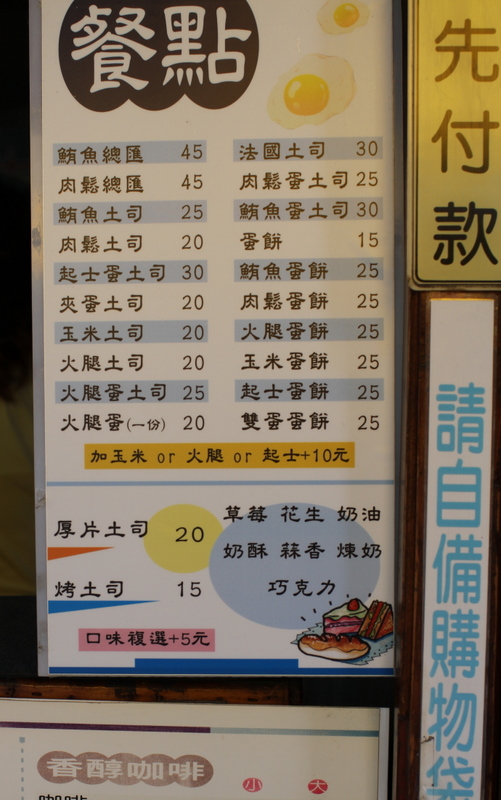 餐點
鮪魚總匯 45
肉鬆總匯 45
鮪魚土司 25
肉鬆土司 20
起士蛋土司 30
夾蛋土司 20
玉米土司 20
火腿土司 20
火腿蛋土司 25
火腿蛋(一份) 20
法國土司 30
肉鬆蛋土司 25
鮪魚蛋土司 30
蛋餅 15
鮪魚蛋餅 25
肉鬆蛋餅 25
火腿蛋餅 25
玉米蛋餅 25
起士蛋餅 25
雙蛋蛋餅 25
加玉米 or 火腿 or 起士+10元
厚片土司 20
烤土司 15
草莓 花生 奶油
奶酥 蒜香 煉奶
巧克力
口味複選+5元
香醇咖啡
小 大
先付款
請自備購物袋